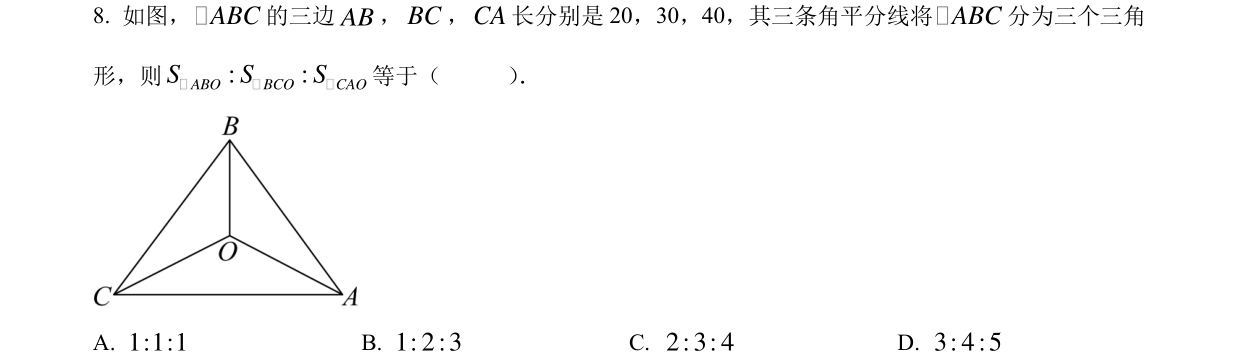 8. 如图，□ABC 的三边 AB，BC，CA 长分别是 20，30，40，其三条角平分线将□ABC 分为三个三角
形，则 S□ABO : S□BCO : S□CAO 等于（　　）.
B
O
C
A
A. 1:1:1 B. 1:2:3 C. 2:3:4 D. 3:4:5